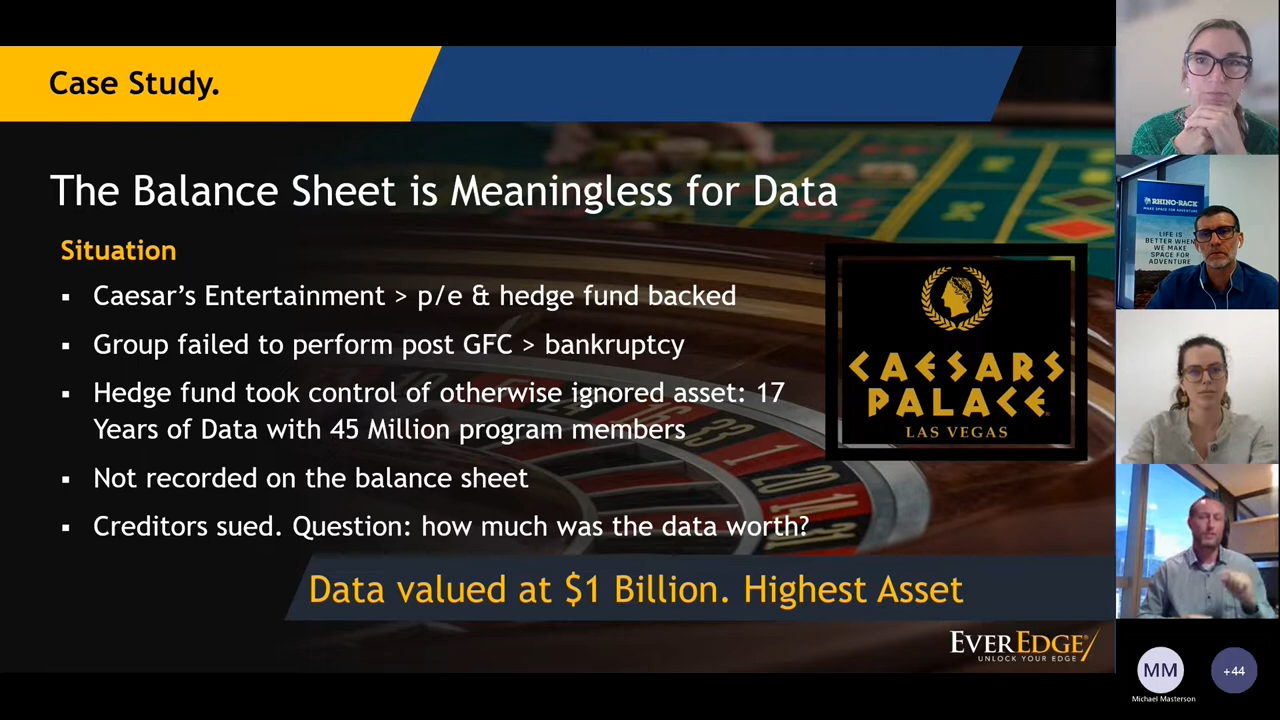 Case Study.
The Balance Sheet is Meaningless for Data
Situation
▪ Caesar's Entertainment > p/e & hedge fund backed
▪ Group failed to perform post GFC > bankruptcy
▪ Hedge fund took control of otherwise ignored asset: 17
Years of Data with 45 Million program members
▪ Not recorded on the balance sheet
▪ Creditors sued. Question: how much was the data worth?
CAESARS
PALACE
LAS VEGAS
Data valued at $1 Billion. Highest Asset
EVEREDGE
UNLOCK YOUR EDGE
RHINO-RACK
MAKE SPACE FOR ADVENTURE
LIFE IS
BETTER WHEN
WE MAKE
SPACE FOR
ADVENTURE
MM
Michael Masterson
+44